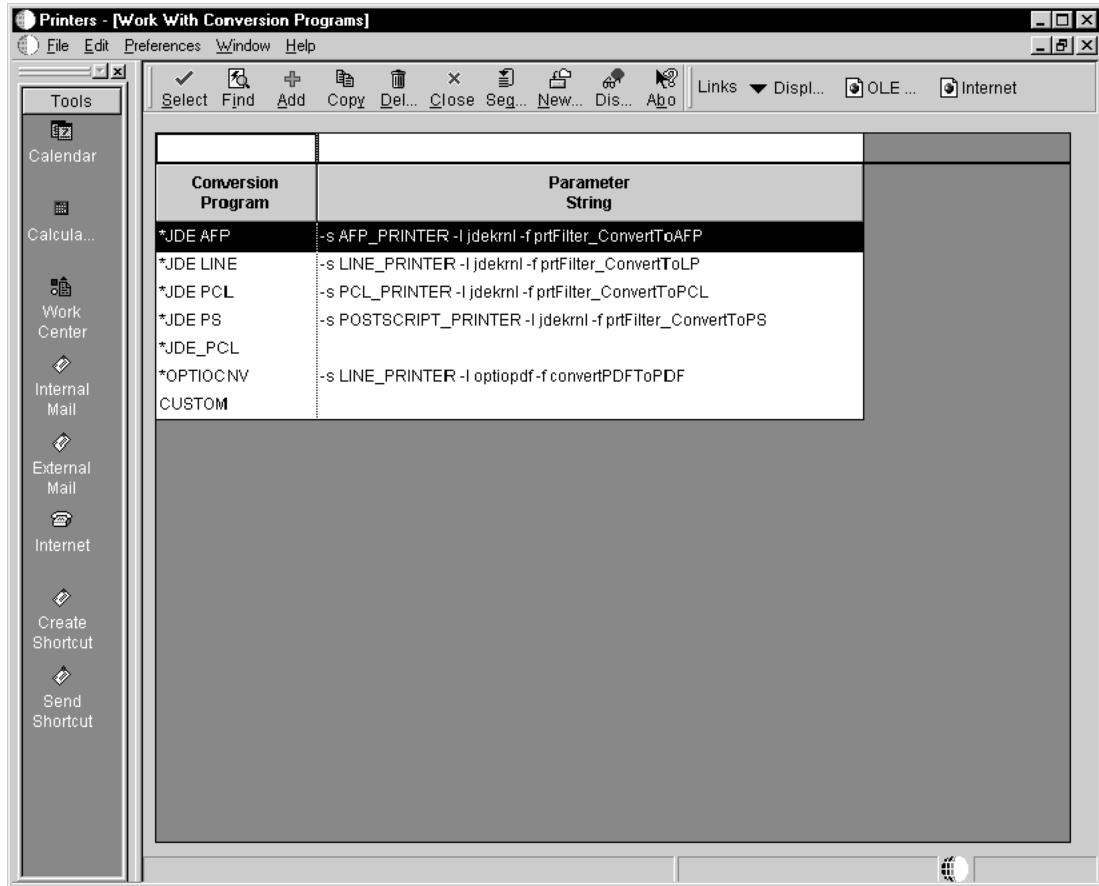 Printers - [Work With Conversion Programs]
File Edit Preferences Window Help
Tools
Calendar
Calcula...
Work
Center
Internal
Mail
External
Mail
Internet
Create
Shortcut
Send
Shortcut
Select Find Add Copy Del... Close Seq... New... Dis... Abo Links Displ... OLE ... Internet
Conversion Program Parameter String
*JDE AFP -s AFP_PRINTER -l jdekrnl -f prtFilter_ConvertToAFP
*JDE LINE -s LINE_PRINTER -l jdekrnl -f prtFilter_ConvertToLP
*JDE PCL -s PCL_PRINTER -l jdekrnl -f prtFilter_ConvertToPCL
*JDE PS -s POSTSCRIPT_PRINTER -l jdekrnl -f prtFilter_ConvertToPS
*JDE_PCL
*OPTIOCNV -s LINE_PRINTER -l optiopdf -f convertPDFToPDF
CUSTOM